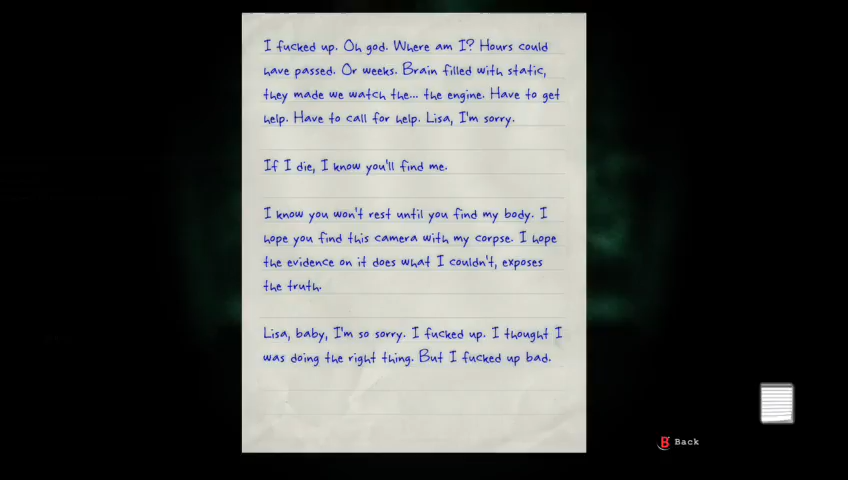 I fucked up. Oh god. Where am I? Hours could
have passed. Or weeks. Brain filled with static,
they made we watch the... the engine. Have to get
help. Have to call for help. Lisa, I'm sorry.
If I die, I know you'll find me.
I know you won't rest until you find my body. I
hope you find this camera with my corpse. I hope
the evidence on it does what I couldn't, exposes
the truth.
Lisa, baby, I'm so sorry. I fucked up. I thought I
was doing the right thing. But I fucked up bad.
B Back